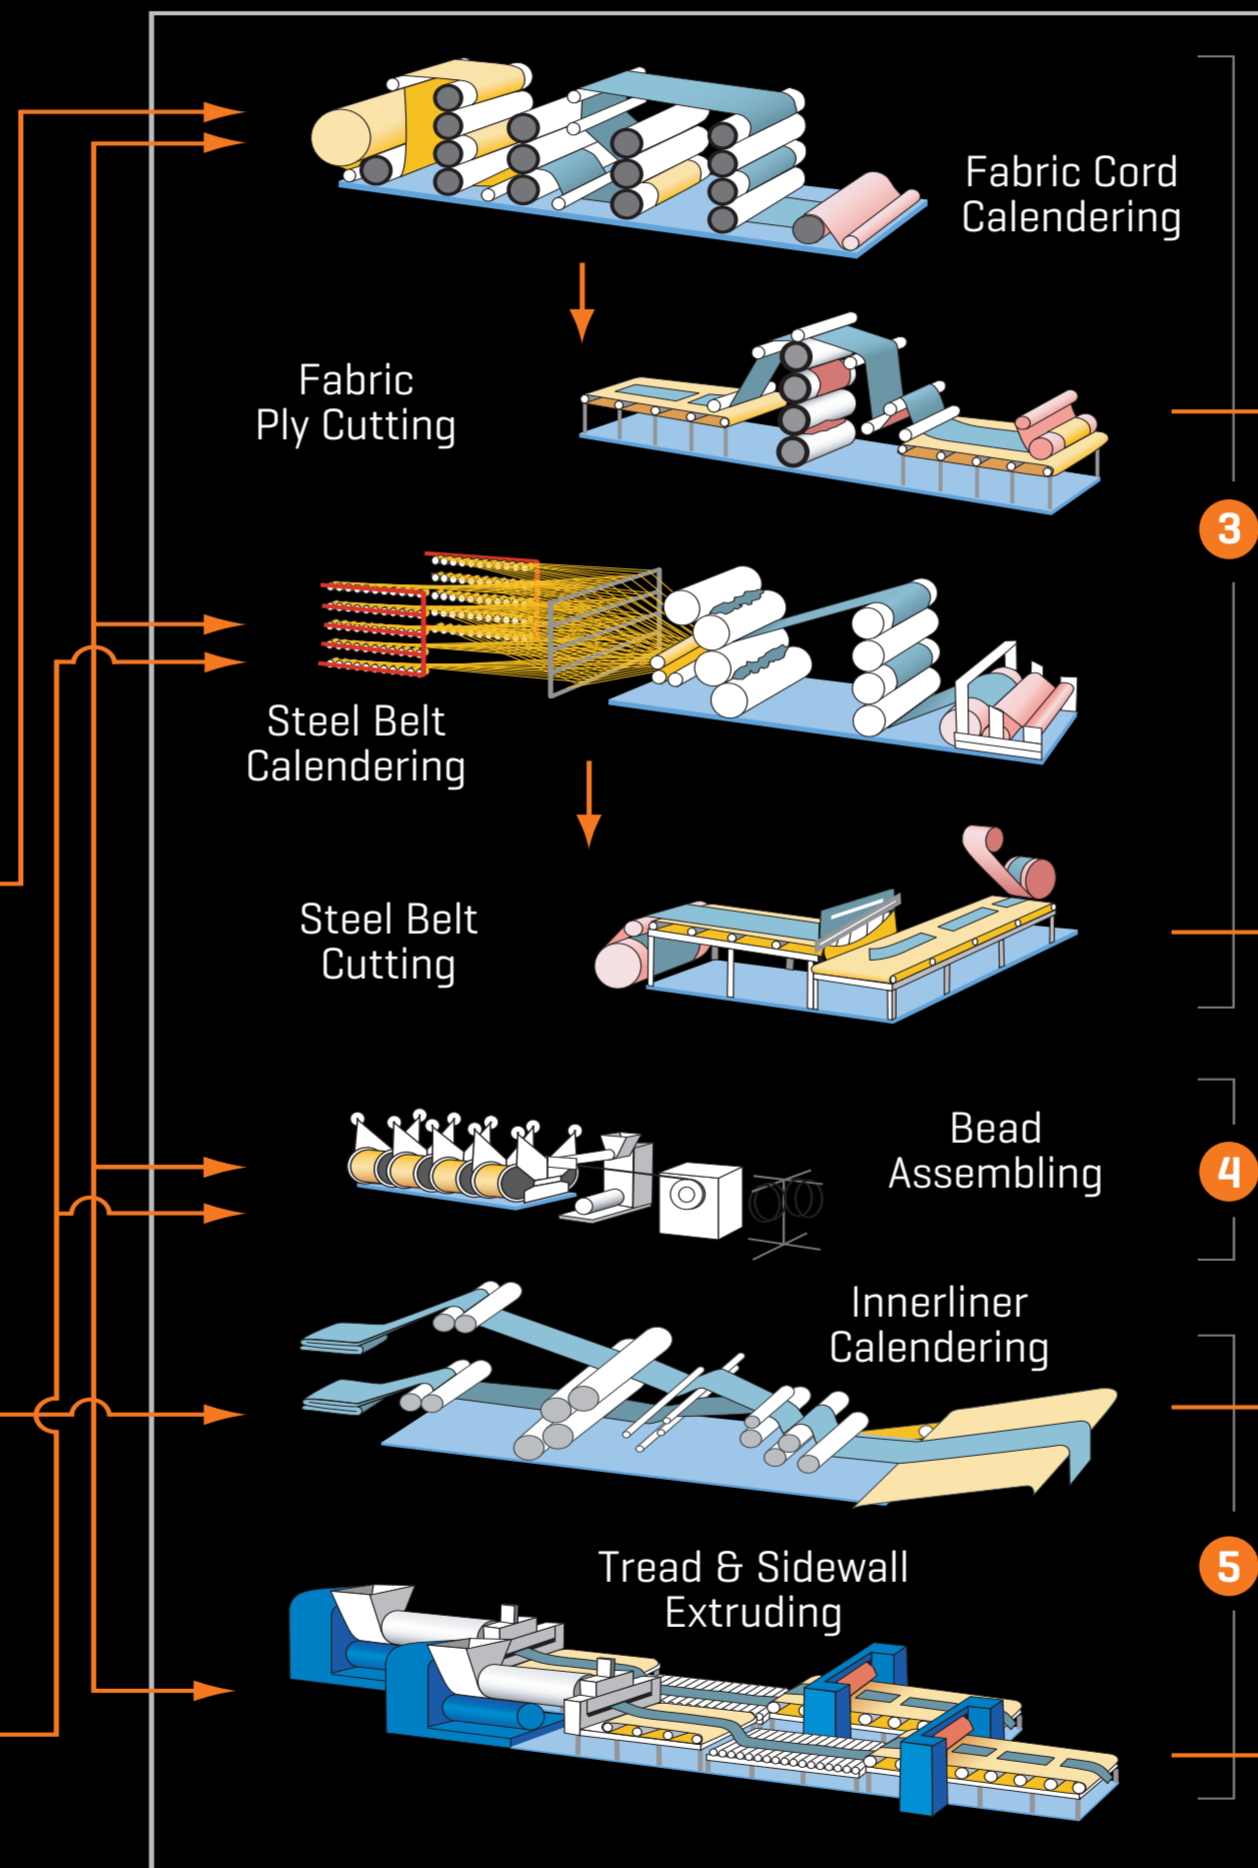 Fabric Cord
Calendering
Fabric
Ply Cutting
3
Steel Belt
Calendering
Steel Belt
Cutting
Bead
Assembling
4
Innerliner
Calendering
5
Tread & Sidewall
Extruding